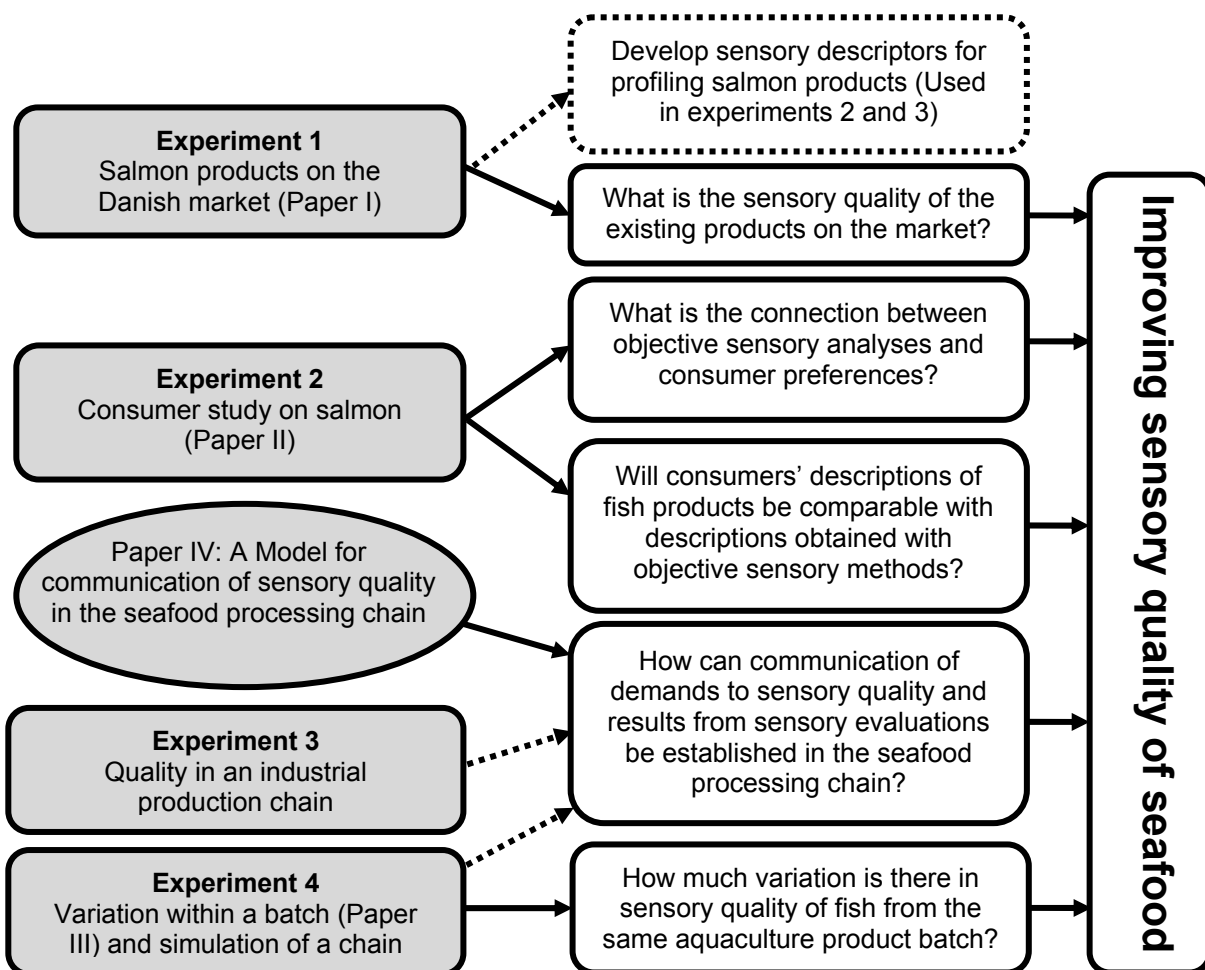 Develop sensory descriptors for
profiling salmon products (Used
in experiments 2 and 3)
Experiment 1
Salmon products on the
Danish market (Paper I)
What is the sensory quality of the
existing products on the market?
Experiment 2
Consumer study on salmon
(Paper II)
What is the connection between
objective sensory analyses and
consumer preferences?
Will consumers’ descriptions of
fish products be comparable with
descriptions obtained with
objective sensory methods?
Paper IV: A Model for
communication of sensory quality
in the seafood processing chain
How can communication of
demands to sensory quality and
results from sensory evaluations
be established in the seafood
processing chain?
Experiment 3
Quality in an industrial
production chain
Experiment 4
Variation within a batch (Paper
III) and simulation of a chain
How much variation is there in
sensory quality of fish from the
same aquaculture product batch?
Improving sensory quality of seafood